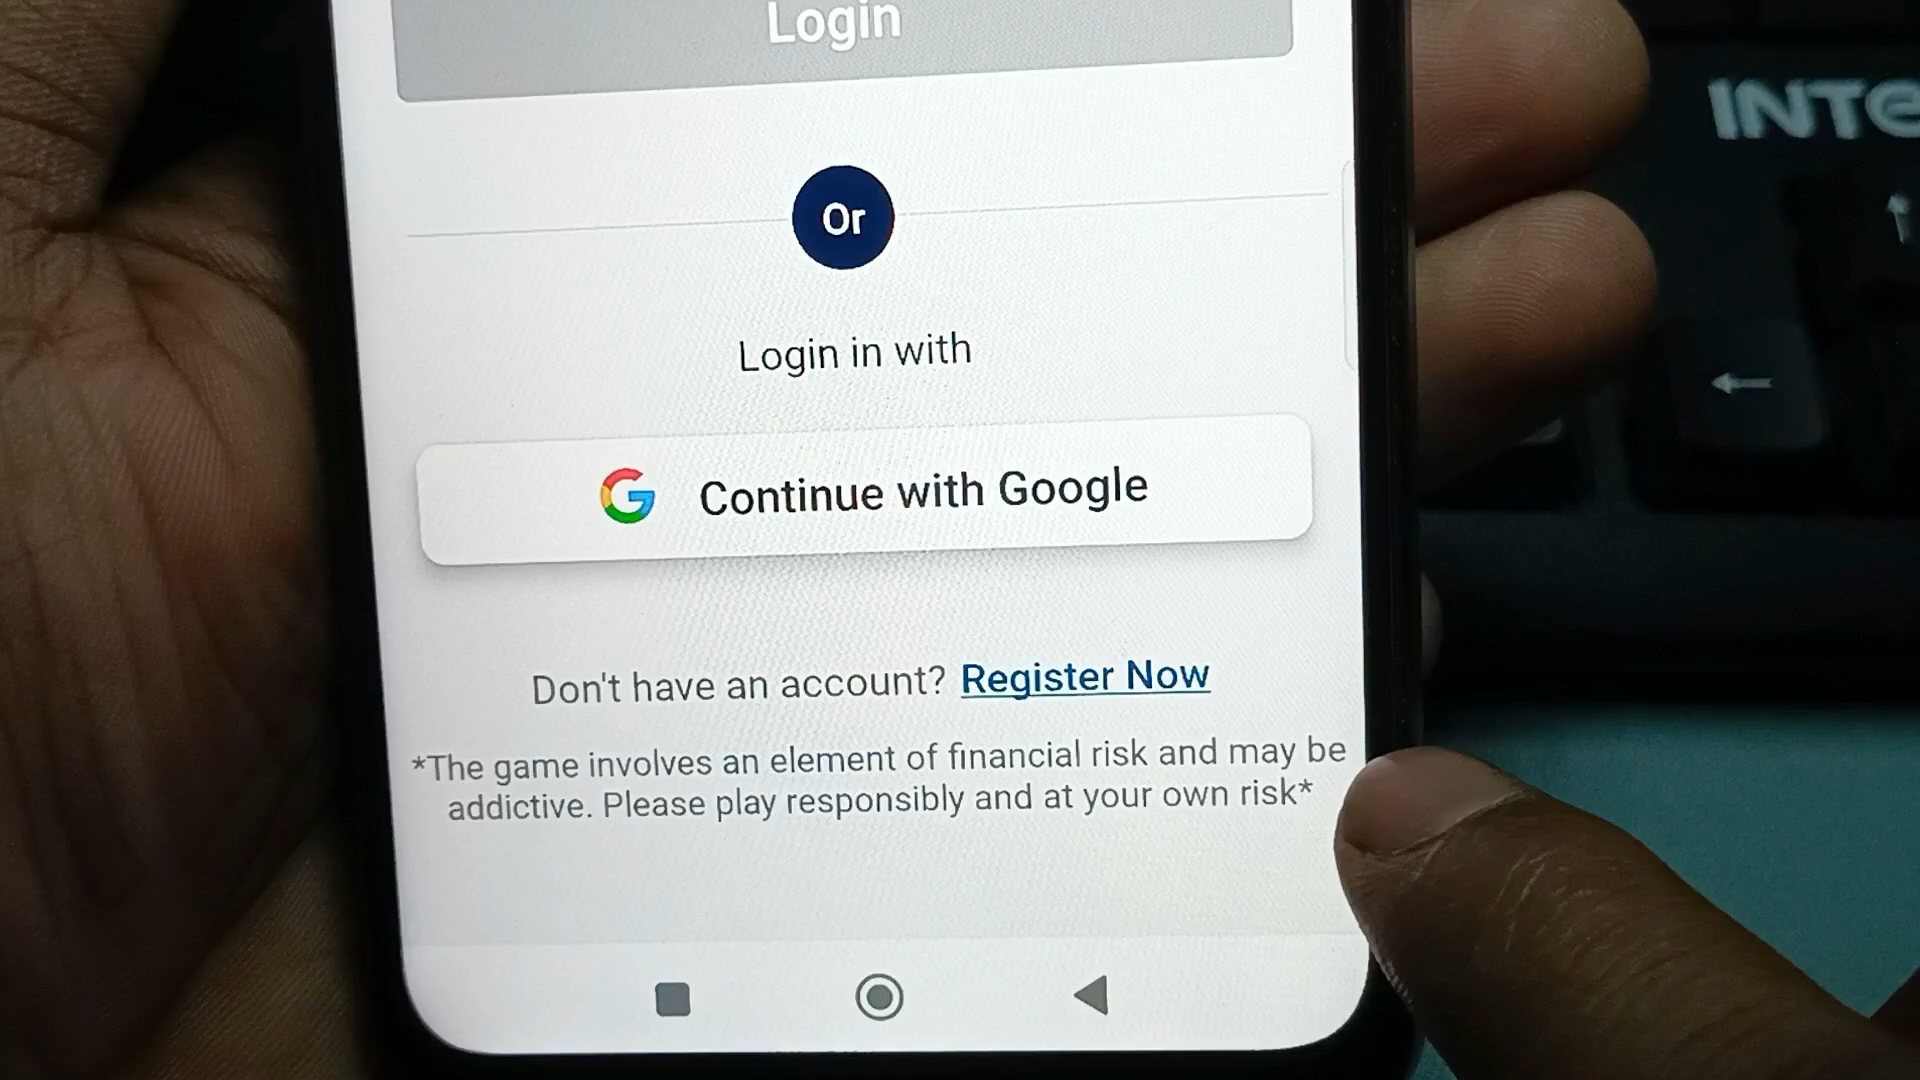 Login
Or
Login in with
Continue with Google
Don't have an account? Register Now
*The game involves an element of financial risk and may be
addictive. Please play responsibly and at your own risk*
INTE